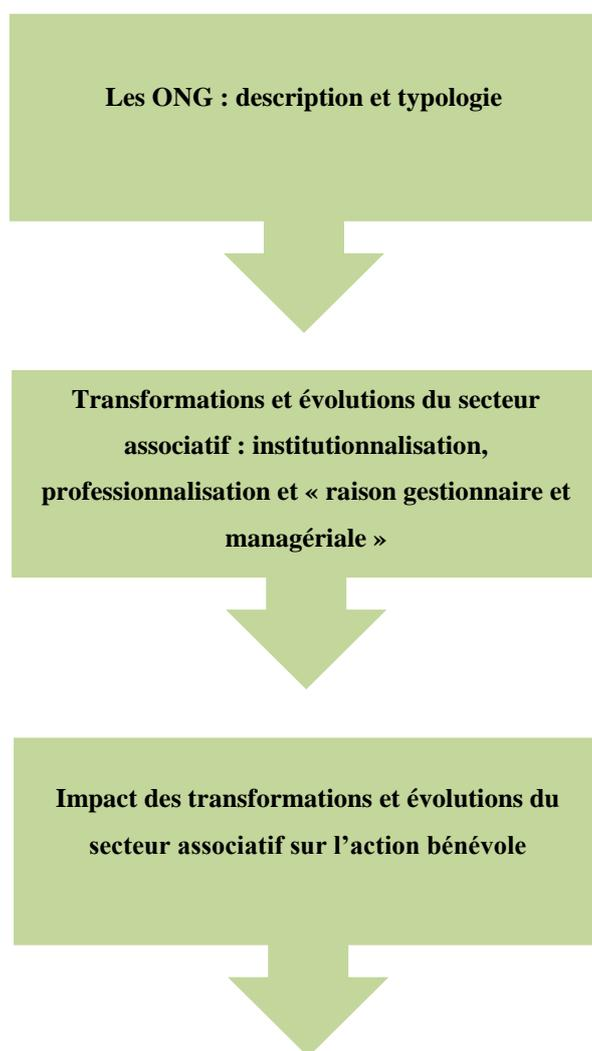 Les ONG : description et typologie
Transformations et évolutions du secteur
associatif : institutionnalisation,
professionnalisation et « raison gestionnaire et
managériale »
Impact des transformations et évolutions du
secteur associatif sur l’action bénévole